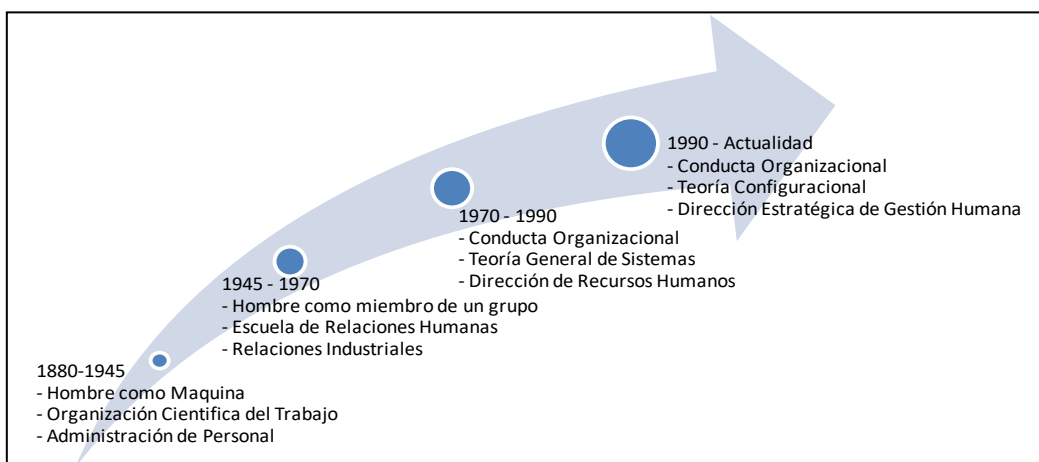 1880-1945
- Hombre como Maquina
- Organización Cientifica del Trabajo
- Administración de Personal
1945 - 1970
- Hombre como miembro de un grupo
- Escuela de Relaciones Humanas
- Relaciones Industriales
1970 - 1990
- Conducta Organizacional
- Teoría General de Sistemas
- Dirección de Recursos Humanos
1990 - Actualidad
- Conducta Organizacional
- Teoría Configuracional
- Dirección Estratégica de Gestión Humana